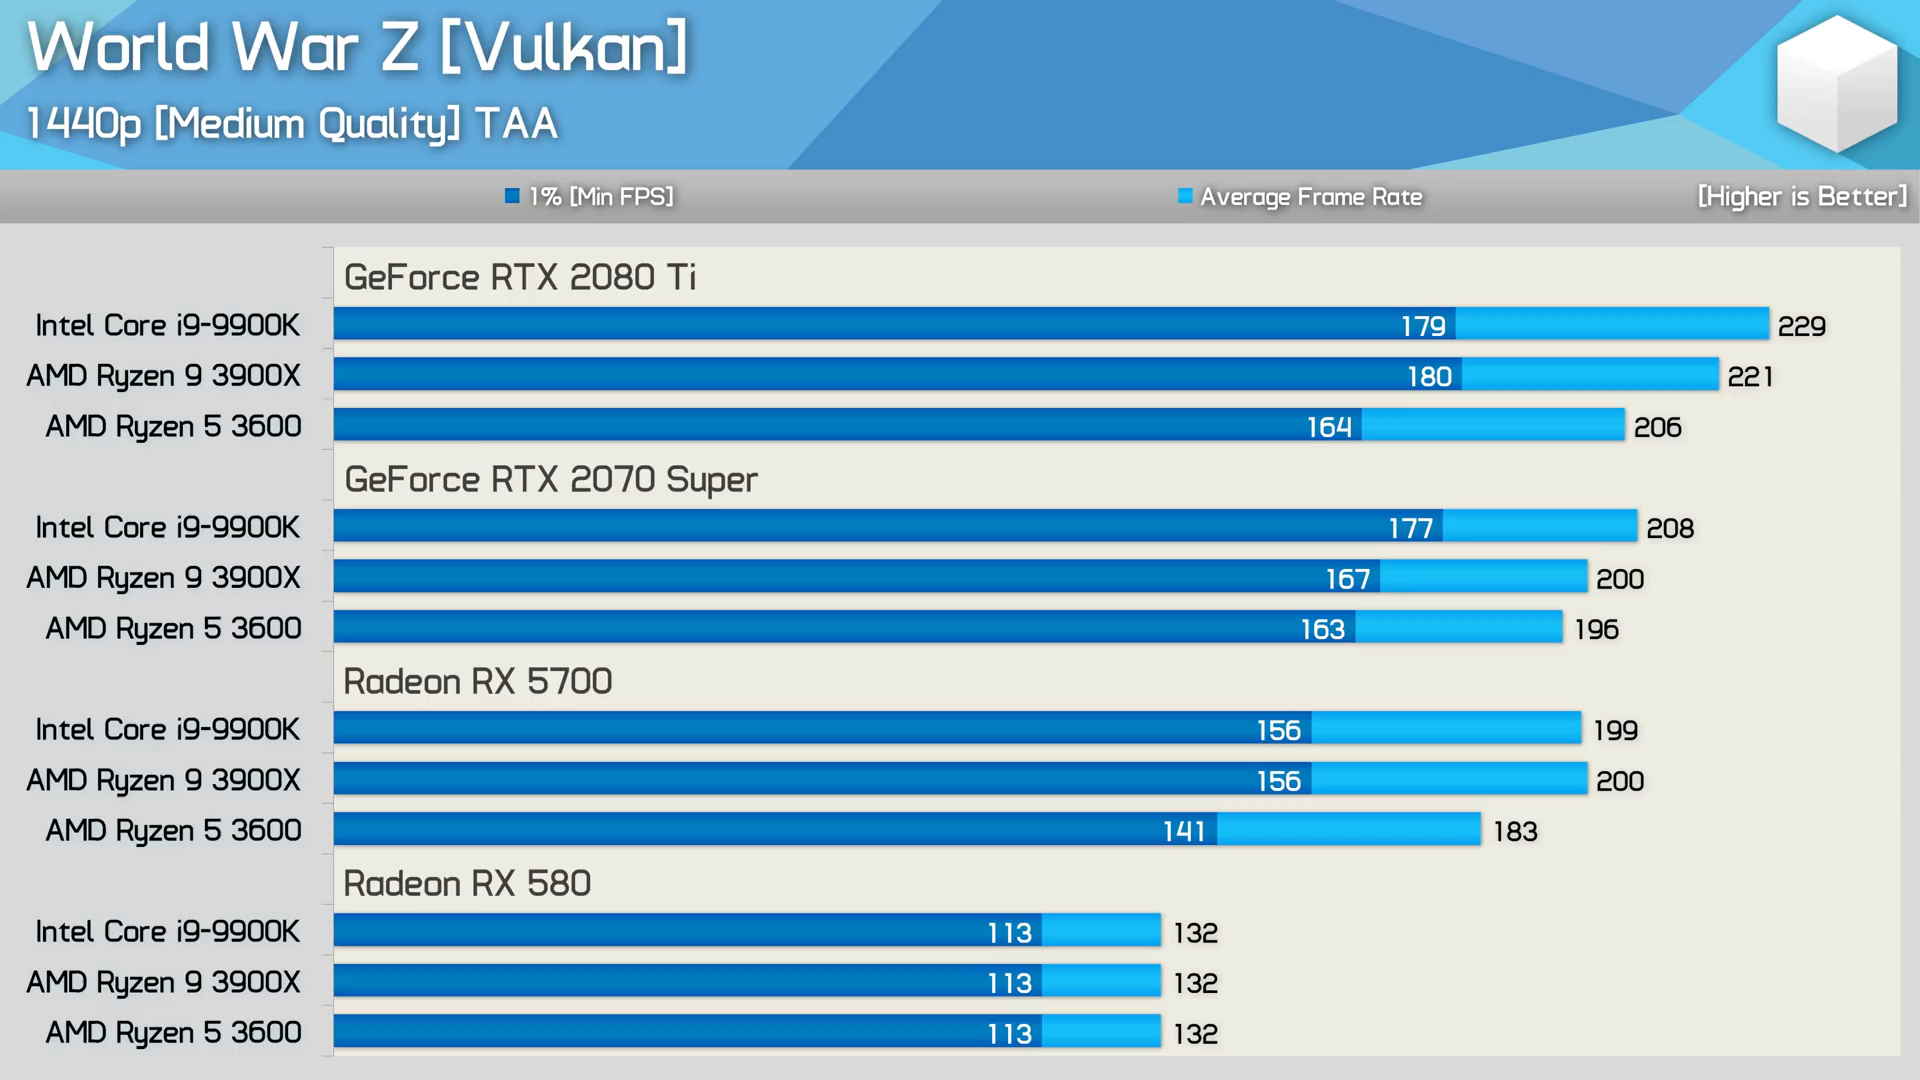 World War Z [Vulkan]
1440p [Medium Quality] TAA
1% [Min FPS] Average Frame Rate [Higher is Better]
GeForce RTX 2080 Ti
Intel Core i9-9900K 179 229
AMD Ryzen 9 3900X 180 221
AMD Ryzen 5 3600 164 206
GeForce RTX 2070 Super
Intel Core i9-9900K 177 208
AMD Ryzen 9 3900X 167 200
AMD Ryzen 5 3600 163 196
Radeon RX 5700
Intel Core i9-9900K 156 199
AMD Ryzen 9 3900X 156 200
AMD Ryzen 5 3600 141 183
Radeon RX 580
Intel Core i9-9900K 113 132
AMD Ryzen 9 3900X 113 132
AMD Ryzen 5 3600 113 132